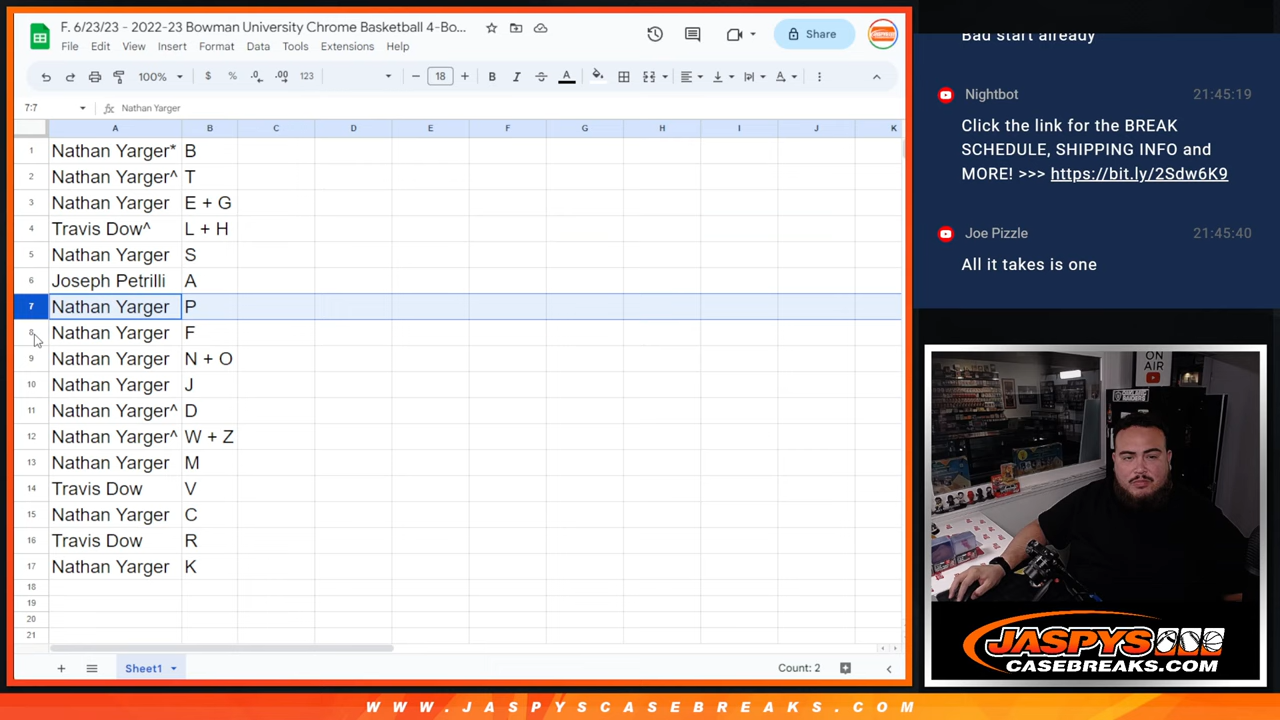 F. 6/23/23 - 2022-23 Bowman University Chrome Basketball 4-Bo...
File Edit View Insert Format Data Tools Extensions Help
Share
100% $ % .0 .00 123 18 B I A
7:7 fx Nathan Yarger
A B C D E F G H I J K
1 Nathan Yarger* B
2 Nathan Yarger^ T
3 Nathan Yarger E + G
4 Travis Dow^ L + H
5 Nathan Yarger S
6 Joseph Petrilli A
7 Nathan Yarger P
8 Nathan Yarger F
9 Nathan Yarger N + O
10 Nathan Yarger J
11 Nathan Yarger^ D
12 Nathan Yarger^ W + Z
13 Nathan Yarger M
14 Travis Dow V
15 Nathan Yarger C
16 Travis Dow R
17 Nathan Yarger K
18
19
20
21
Sheet1
Count: 2
Bad start already
Nightbot 21:45:19
Click the link for the BREAK
SCHEDULE, SHIPPING INFO and
MORE! >>> https://bit.ly/2Sdw6K9
Joe Pizzle 21:45:40
All it takes is one
ON
AIR
JASPYS
CASEBREAKS.COM
WWW.JASPYSCASEBREAKS.COM